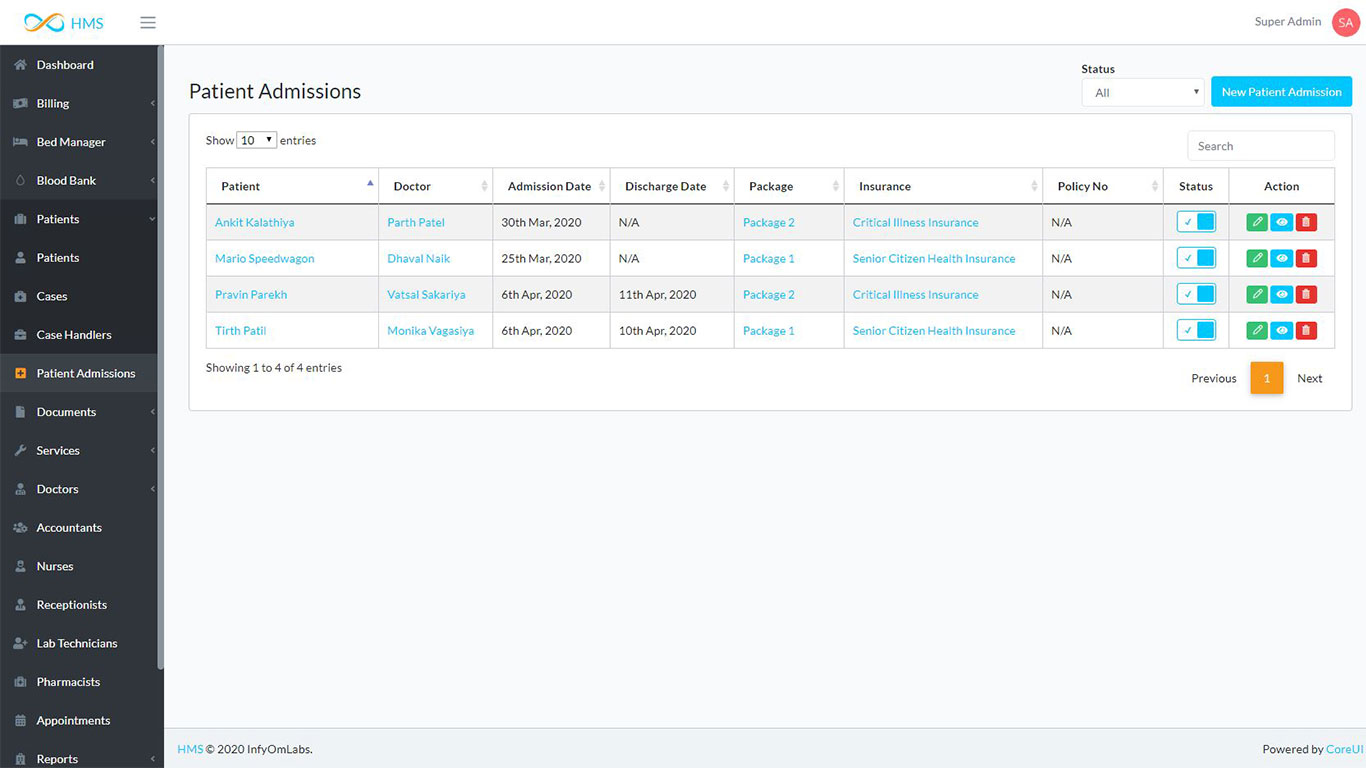 HMS
Super Admin
SA
Dashboard
Billing
Bed Manager
Blood Bank
Patients
Patients
Cases
Case Handlers
Patient Admissions
Documents
Services
Doctors
Accountants
Nurses
Receptionists
Lab Technicians
Pharmacists
Appointments
Reports
Patient Admissions
Status
All
New Patient Admission
Show 10 entries
Search
Patient Doctor Admission Date Discharge Date Package Insurance Policy No Status Action
Ankit Kalathiya Parth Patel 30th Mar, 2020 N/A Package 2 Critical Illness Insurance N/A
Mario Speedwagon Dhaval Naik 25th Mar, 2020 N/A Package 1 Senior Citizen Health Insurance N/A
Pravin Parekh Vatsal Sakariya 6th Apr, 2020 11th Apr, 2020 Package 2 Critical Illness Insurance N/A
Tirth Patil Monika Vagasiya 6th Apr, 2020 10th Apr, 2020 Package 1 Senior Citizen Health Insurance N/A
Showing 1 to 4 of 4 entries
Previous 1 Next
HMS © 2020 InfyOmLabs.
Powered by CoreUI